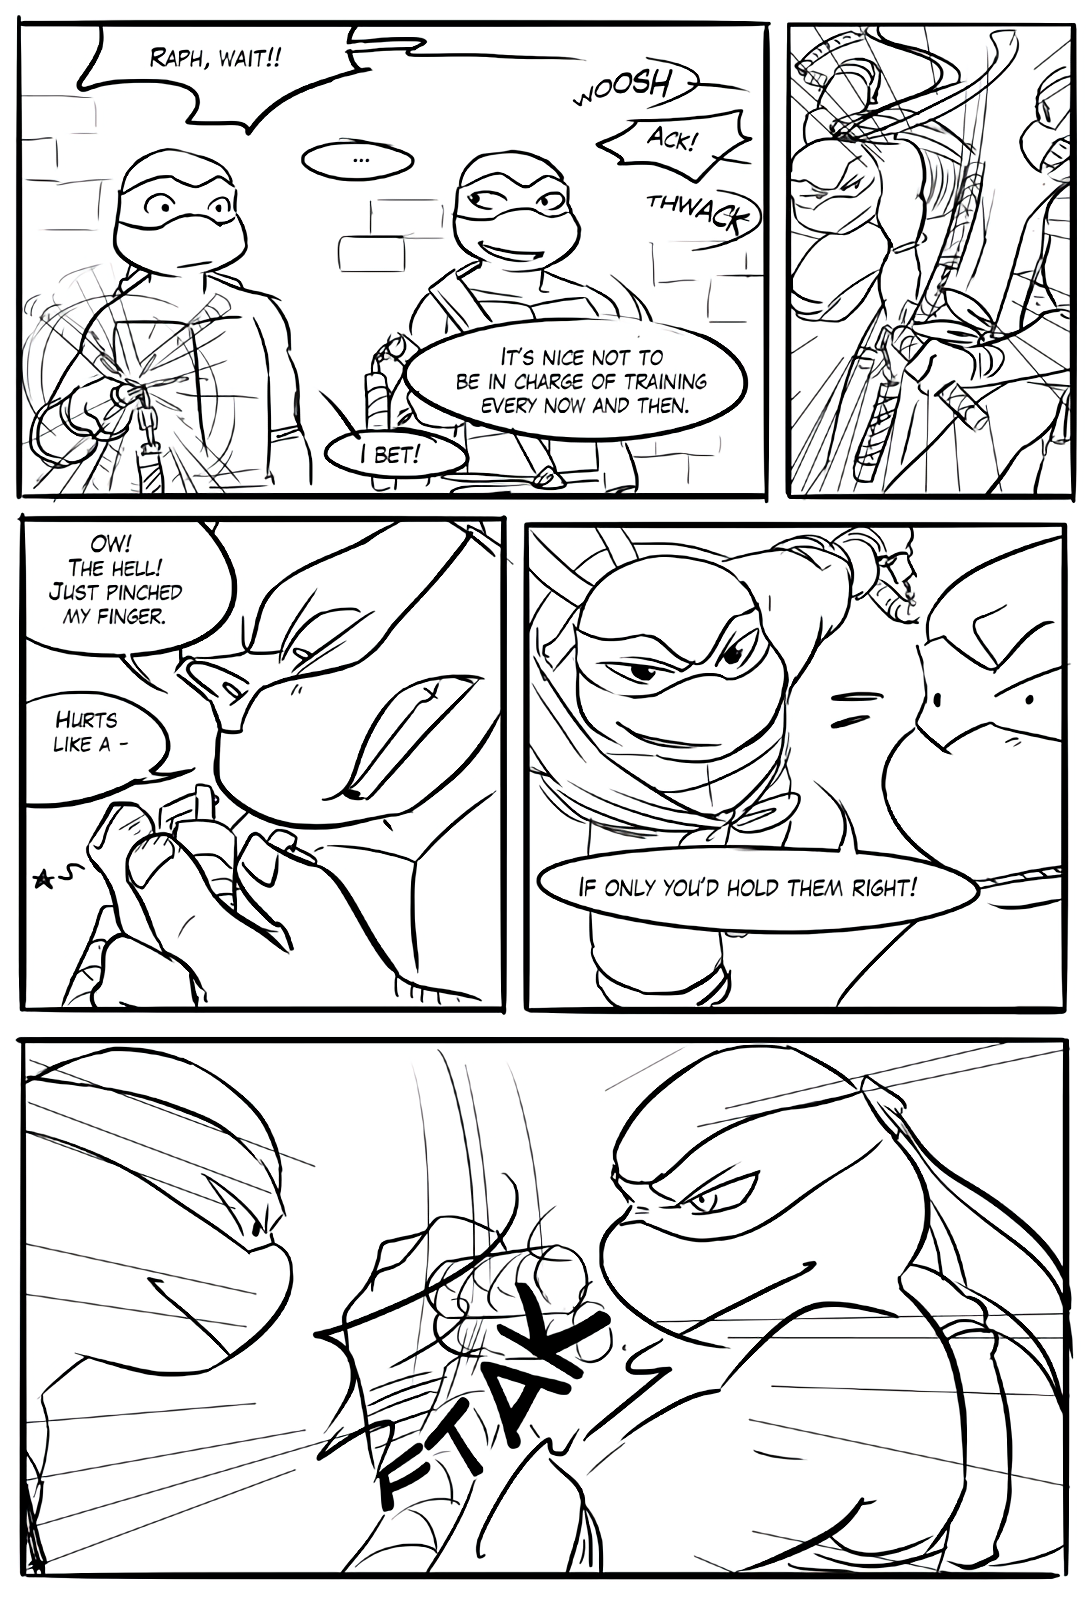 Raph, wait!!
...
WOOSH
Ack!
THWACK
It's nice not to
be in charge of training
every now and then.
I bet!
OW!
The hell!
Just pinched
my finger.
Hurts
like a -
If only you'd hold them right!
FTAK